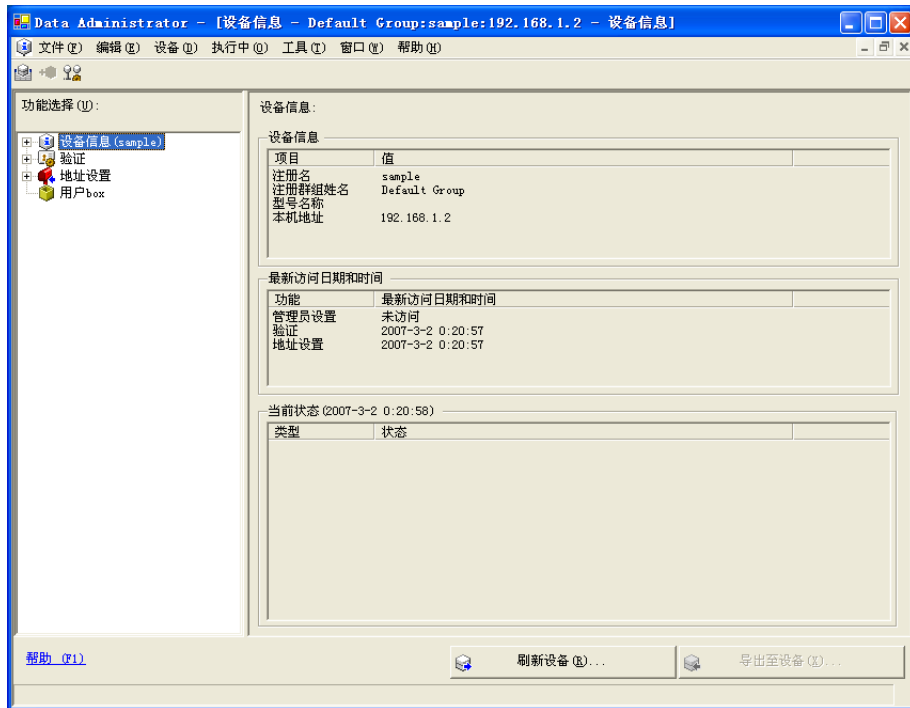 Data Administrator - [设备信息 - Default Group:sample:192.168.1.2 - 设备信息]
文件(F) 编辑(E) 设备(D) 执行中(O) 工具(T) 窗口(W) 帮助(H)
功能选择(U):
设备信息(sample)
验证
地址设置
用户box
设备信息:
设备信息
项目 值
注册名 sample
注册群组姓名 Default Group
型号名称
本机地址 192.168.1.2
最新访问日期和时间
功能 最新访问日期和时间
管理员设置 未访问
验证 2007-3-2 0:20:57
地址设置 2007-3-2 0:20:57
当前状态(2007-3-2 0:20:58)
类型 状态
帮助 (F1)
刷新设备(R)... 导出至设备(X)...